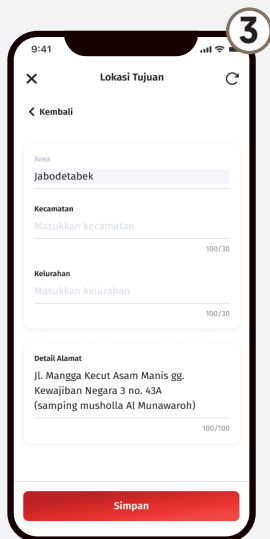 3
9:41
Lokasi Tujuan
Kembali
Area
Jabodetabek
Kecamatan
Masukkan kecamatan
100/30
Kelurahan
Masukkan kelurahan
100/30
Detail Alamat
Jl. Mangga Kecut Asam Manis gg.
Kewajiban Negara 3 no. 43A
(samping musholla Al Munawaroh)
100/100
Simpan